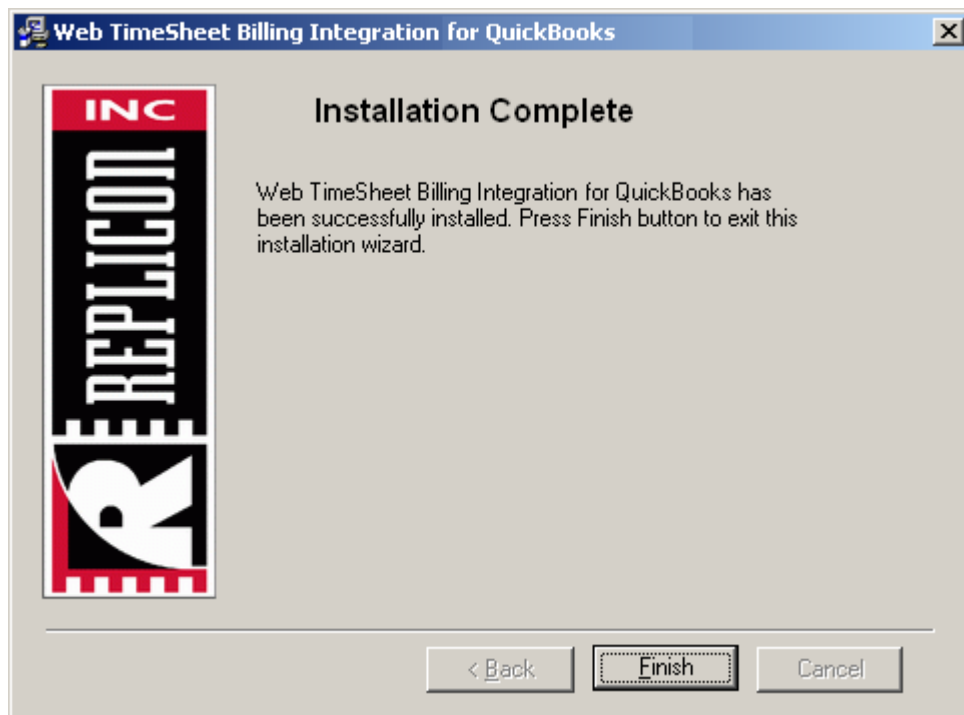 Web TimeSheet Billing Integration for QuickBooks
INC
REPLICON
R
Installation Complete
Web TimeSheet Billing Integration for QuickBooks has
been successfully installed. Press Finish button to exit this
installation wizard.
< Back
Finish
Cancel